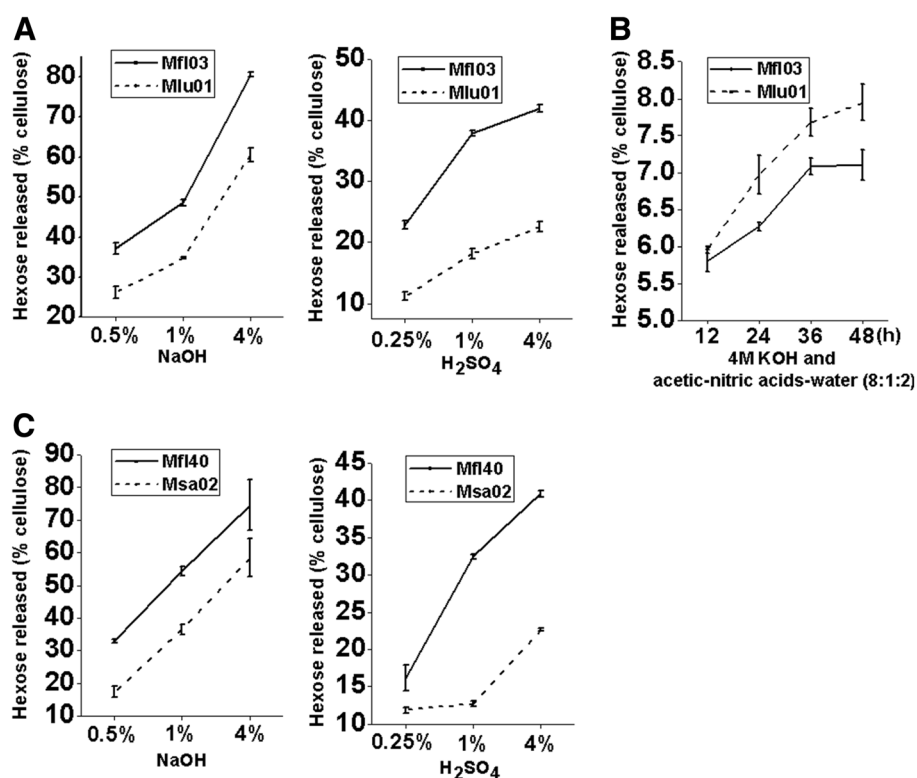 A
Hexose released (% cellulose)
80
70
60
50
40
30
20
Mfl03
Mlu01
0.5% 1% 4%
NaOH
Hexose released (% cellulose)
50
40
30
20
10
Mfl03
Mlu01
0.25% 1% 4%
H₂SO₄
B
Hexose realeased (% cellulose)
8.5
8.0
7.5
7.0
6.5
6.0
5.5
5.0
Mfl03
Mlu01
12 24 36 48(h)
4M KOH and
acetic-nitric acids-water (8:1:2)
C
Hexose released (% cellulose)
90
80
70
60
50
40
30
20
10
Mfl40
Msa02
0.5% 1% 4%
NaOH
Hexose released (% cellulose)
45
40
35
30
25
20
15
10
Mfl40
Msa02
0.25% 1% 4%
H₂SO₄